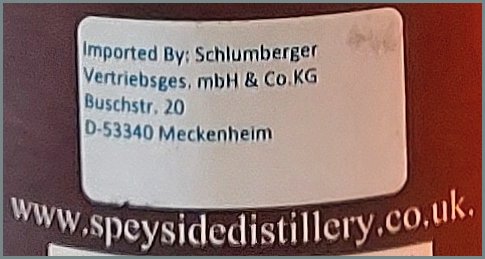 Imported By: Schlumberger
Vertriebsges. mbH & Co.KG
Buschstr. 20
D-53340 Meckenheim
www.speysidedistillery.co.uk.